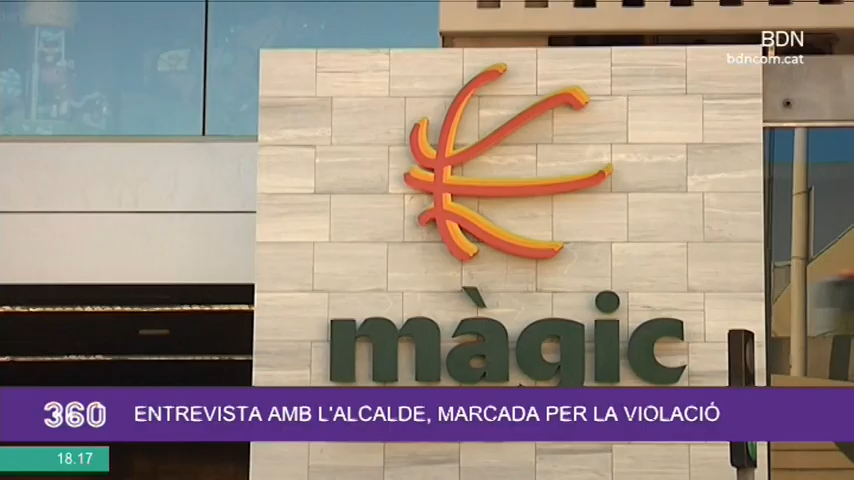 BDN
bdncom.cat
màgic
360 ENTREVISTA AMB L'ALCALDE, MARCADA PER LA VIOLACIÓ
18.17